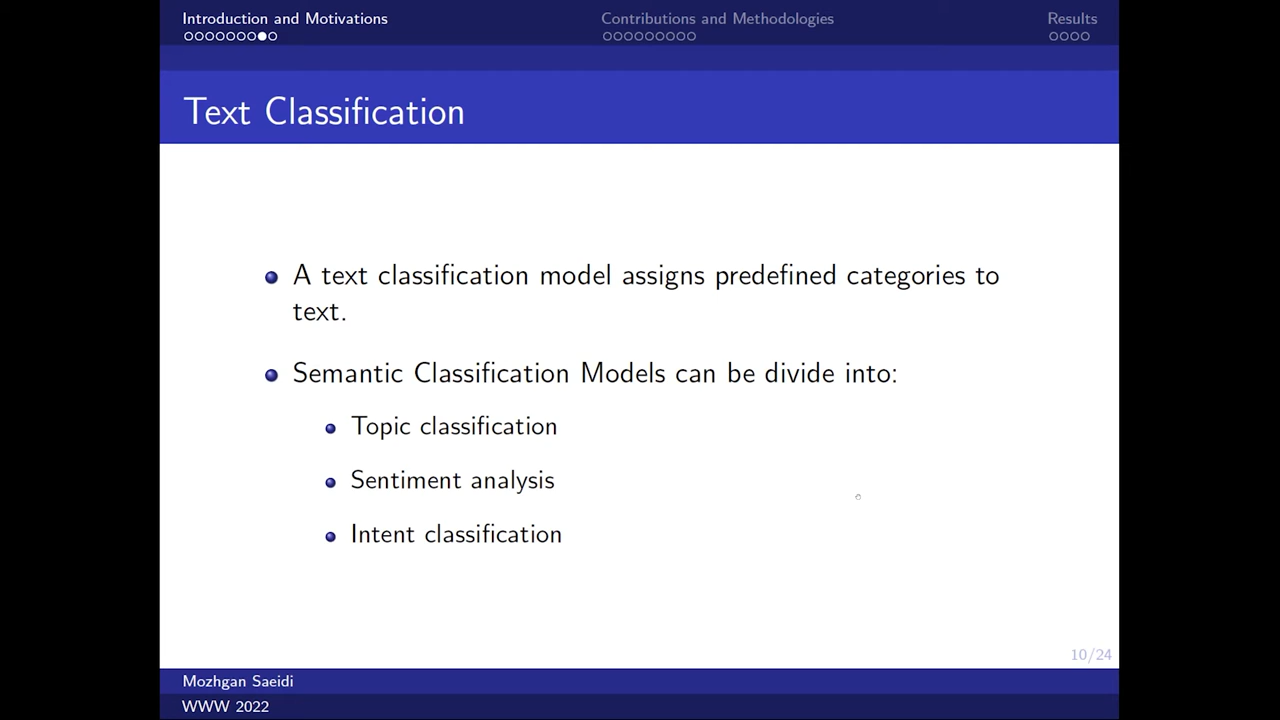 Introduction and Motivations
Contributions and Methodologies
Results
Text Classification
A text classification model assigns predefined categories to
text.
Semantic Classification Models can be divide into:
Topic classification
Sentiment analysis
Intent classification
10/24
Mozhgan Saeidi
WWW 2022